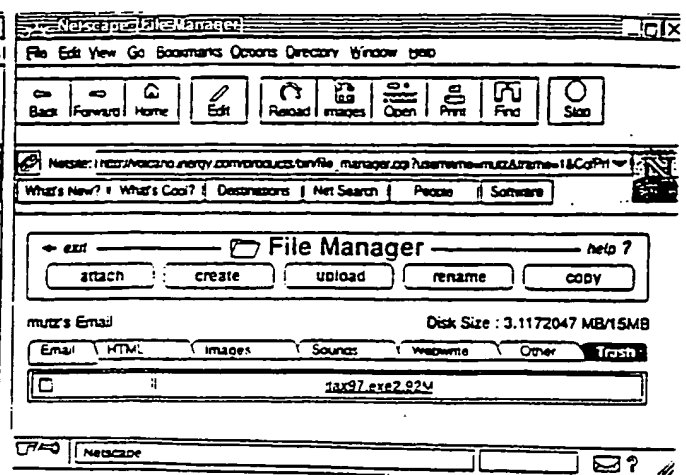 Netscape: File Manager
File Edit View Go Bookmarks Options Directory Window Help
Back Forward Home Edit Reload Images Open Print Find Stop
What's New? What's Cool? Destinations Net Search People Software
← exit File Manager help ?
attach create upload rename copy
mutz's Email Disk Size : 3.1172047 MB/15MB
Email HTML Images Sounds Webwrite Other Trash
tax97.exe2.92M
Netscape
?